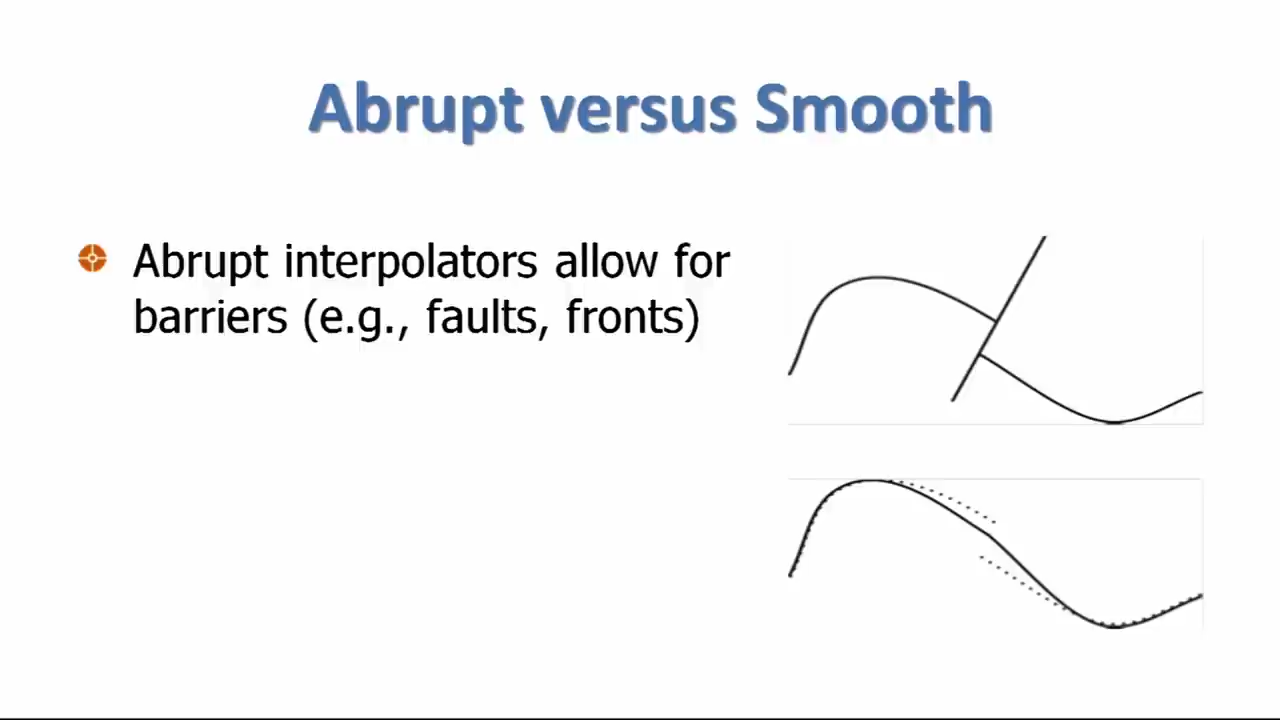 Abrupt versus Smooth
Abrupt interpolators allow for
barriers (e.g., faults, fronts)